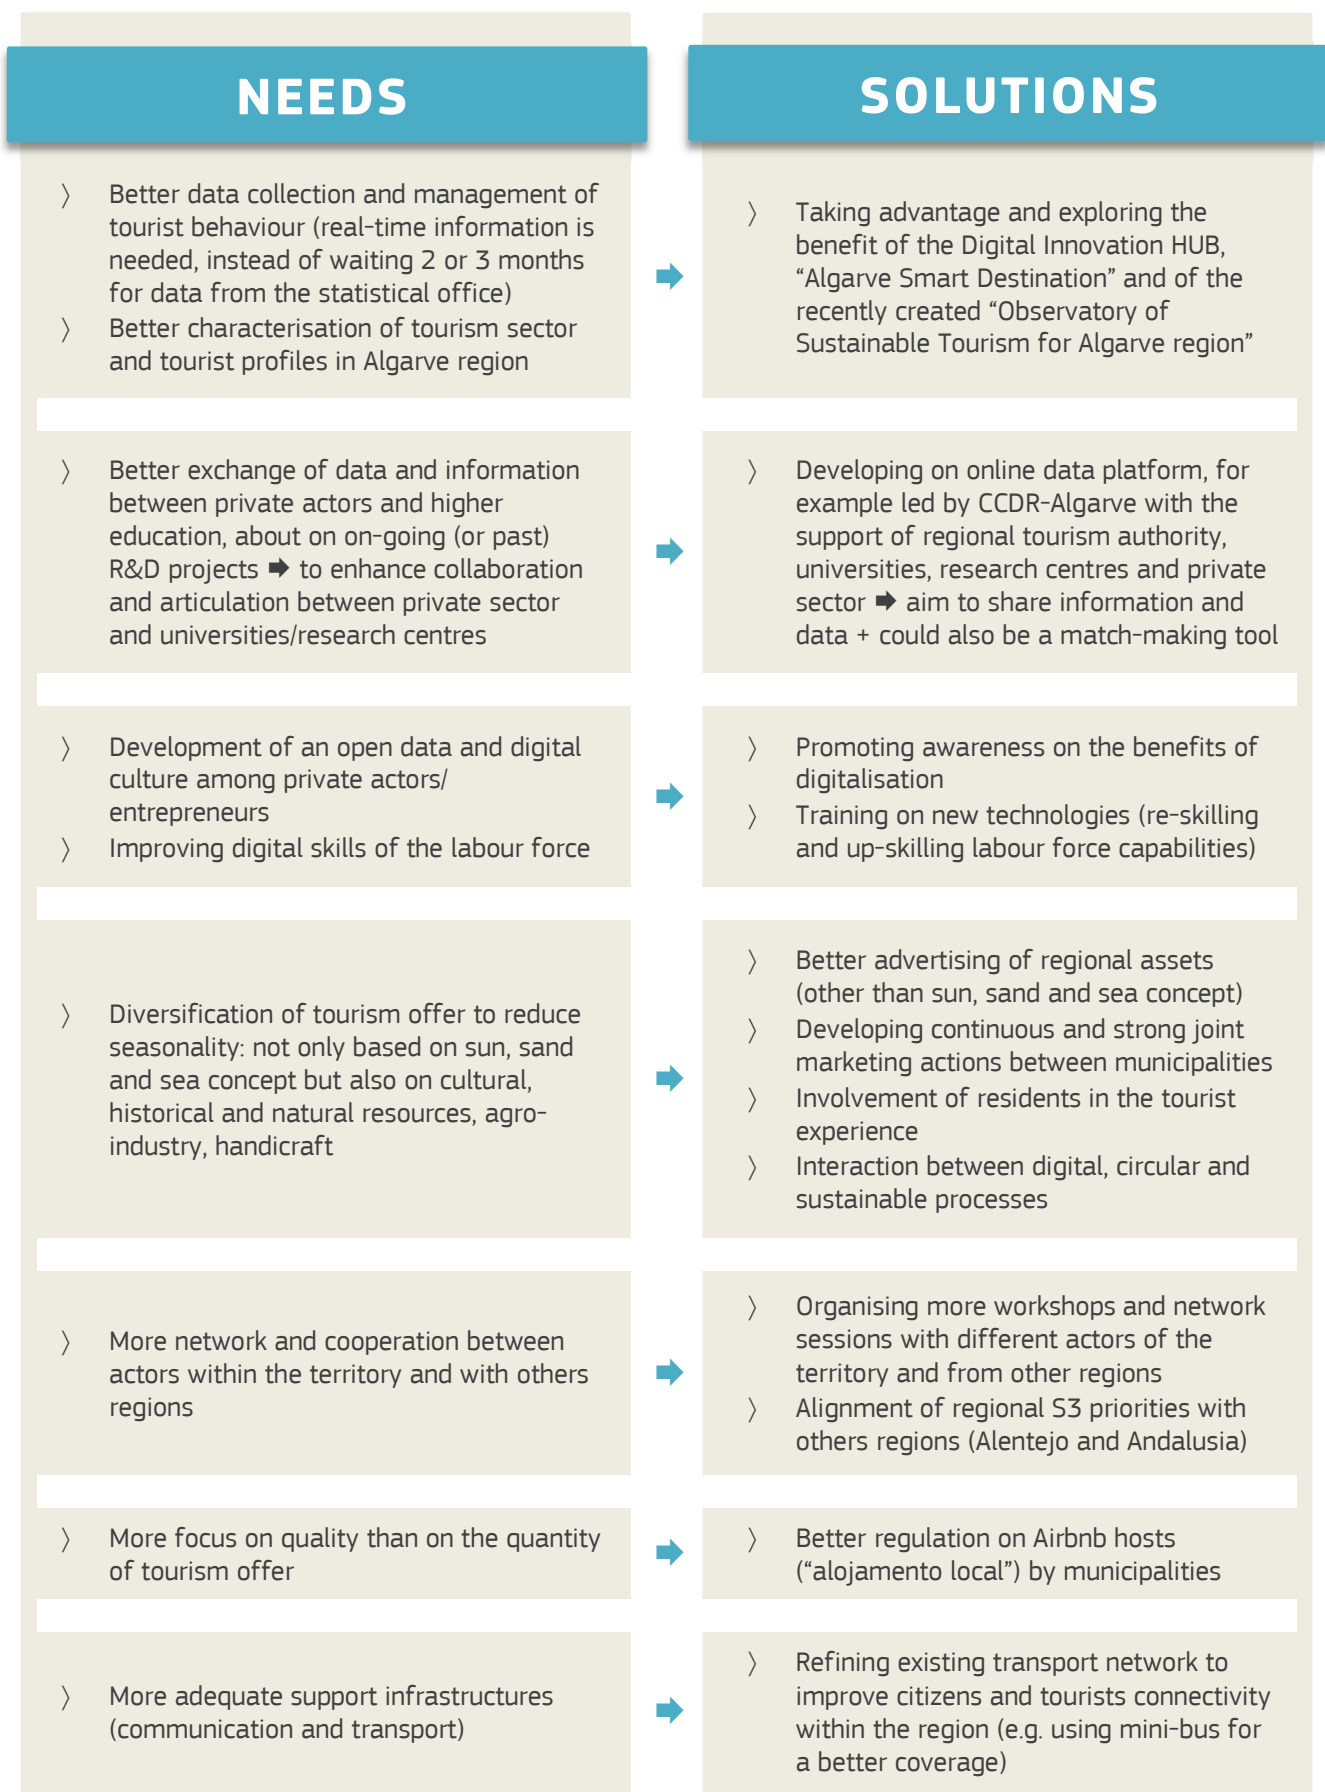 NEEDS
SOLUTIONS
〉 Better data collection and management of
tourist behaviour (real-time information is
needed, instead of waiting 2 or 3 months
for data from the statistical office)
〉 Better characterisation of tourism sector
and tourist profiles in Algarve region
〉 Taking advantage and exploring the
benefit of the Digital Innovation HUB,
“Algarve Smart Destination” and of the
recently created “Observatory of
Sustainable Tourism for Algarve region”
〉 Better exchange of data and information
between private actors and higher
education, about on on-going (or past)
R&D projects ➡ to enhance collaboration
and articulation between private sector
and universities/research centres
〉 Developing on online data platform, for
example led by CCDR-Algarve with the
support of regional tourism authority,
universities, research centres and private
sector ➡ aim to share information and
data + could also be a match-making tool
〉 Development of an open data and digital
culture among private actors/
entrepreneurs
〉 Improving digital skills of the labour force
〉 Promoting awareness on the benefits of
digitalisation
〉 Training on new technologies (re-skilling
and up-skilling labour force capabilities)
〉 Diversification of tourism offer to reduce
seasonality: not only based on sun, sand
and sea concept but also on cultural,
historical and natural resources, agro-
industry, handicraft
〉 Better advertising of regional assets
(other than sun, sand and sea concept)
〉 Developing continuous and strong joint
marketing actions between municipalities
〉 Involvement of residents in the tourist
experience
〉 Interaction between digital, circular and
sustainable processes
〉 More network and cooperation between
actors within the territory and with others
regions
〉 Organising more workshops and network
sessions with different actors of the
territory and from other regions
〉 Alignment of regional S3 priorities with
others regions (Alentejo and Andalusia)
〉 More focus on quality than on the quantity
of tourism offer
〉 Better regulation on Airbnb hosts
(“alojamento local”) by municipalities
〉 More adequate support infrastructures
(communication and transport)
〉 Refining existing transport network to
improve citizens and tourists connectivity
within the region (e.g. using mini-bus for
a better coverage)